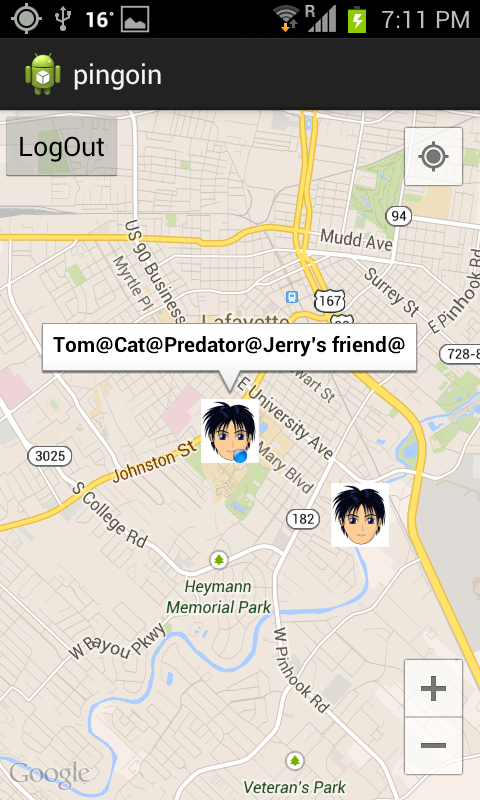 16° R 7:11 PM
pingoin
LogOut
94
Mudd Ave
US 90 Business
Myrtle Pl
167
Surrey St
E Pinhook Rd
Lafayette
728-8
Tom@Cat@Predator@Jerry's friend@
E University Ave
Stewart St
Johnston St
3025
St Mary Blvd
S College Rd
182
Heymann
Memorial Park
W Bayou Pkwy
W Pinhook Rd
Google
Veteran's Park